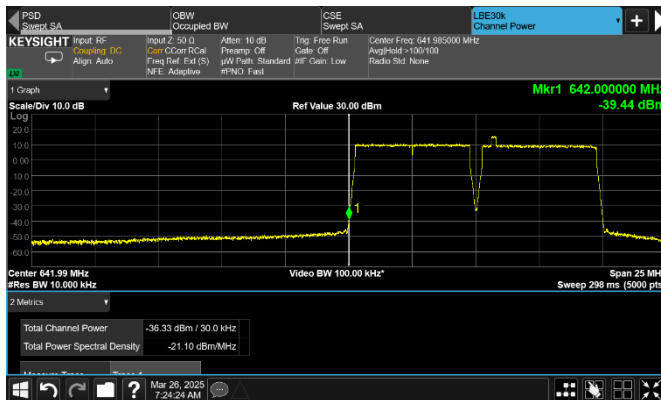 PSD
Swept SA
OBW
Occupied BW
CSE
Swept SA
LBE30k
Channel Power
KEYSIGHT
Input: RF
Coupling: DC
Align: Auto
Input Z: 50 Ω
Corr CCorr RCal
Freq Ref: Ext (S)
NFE: Adaptive
Atten: 10 dB
Preamp: Off
µW Path: Standard
#PNO: Fast
Trig: Free Run
Gate: Off
#IF Gain: Low
Center Freq: 641.985000 MHz
Avg|Hold:>100/100
Radio Std: None
LXI
1 Graph
Mkr1 642.000000 MHz
Scale/Div 10.0 dB
Ref Value 30.00 dBm
-39.44 dBm
Log
20.0
10.0
0.00
-10.0
-20.0
-30.0
1
-40.0
-50.0
-60.0
Center 641.99 MHz
Video BW 100.00 kHz*
Span 25 MH
#Res BW 10.000 kHz
Sweep 298 ms (5000 pts
2 Metrics
Total Channel Power
-36.33 dBm / 30.0 kHz
Total Power Spectral Density
-21.10 dBm/MHz
Mar 26, 2025
7:24:24 AM